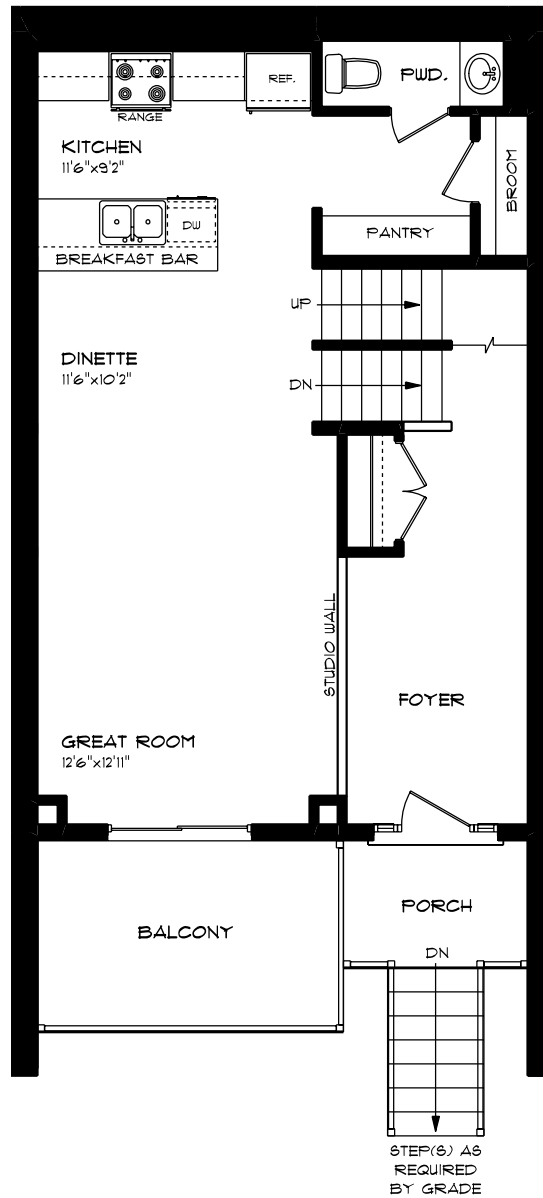 PWD.
REF.
RANGE
KITCHEN
11'6"x9'2"
BROOM
DW
PANTRY
BREAKFAST BAR
UP
DINETTE
11'6"x10'2"
DN
STUDIO WALL
FOYER
GREAT ROOM
12'6"x12'11"
PORCH
BALCONY
DN
STEP(S) AS
REQUIRED
BY GRADE